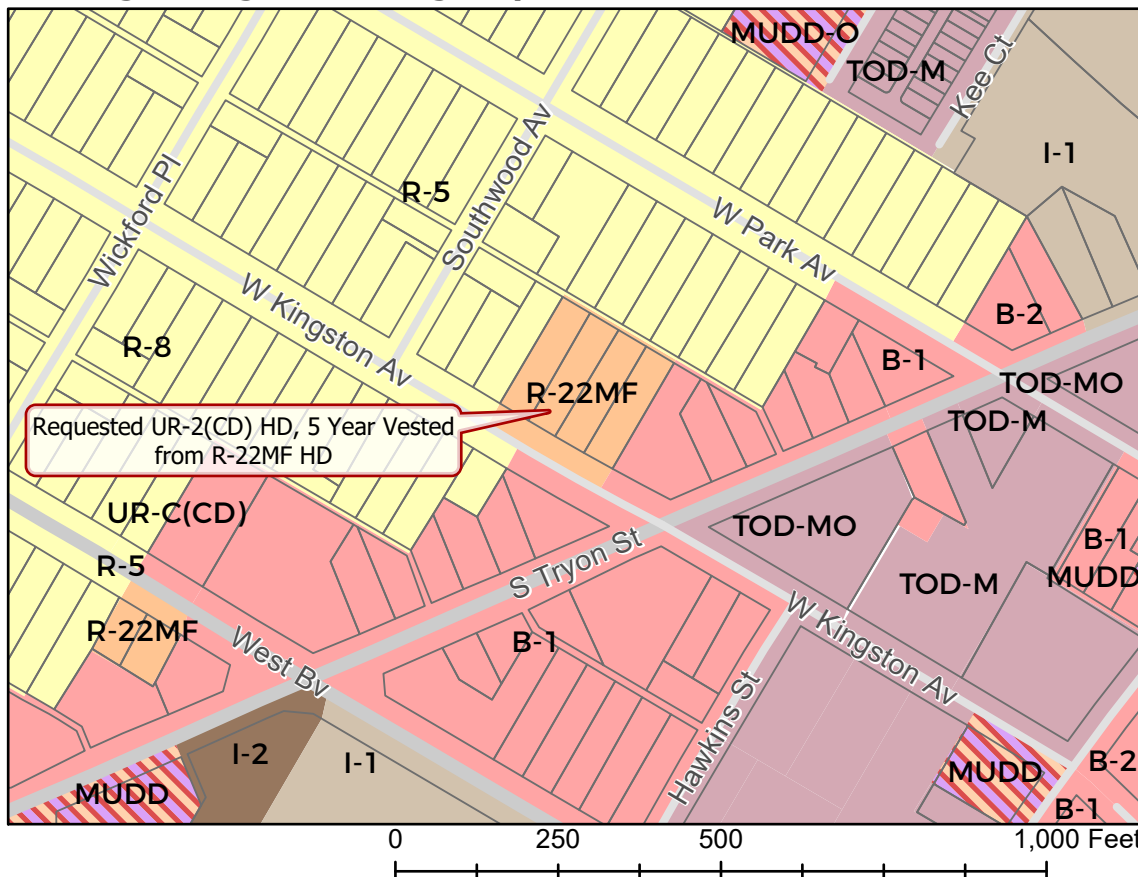 MUDD-O
TOD-M
Kee Ct
I-1
Southwood Av
R-5
Wickford Pl
W Park Av
W Kingston Av
B-2
R-8
B-1
TOD-MO
R-22MF
TOD-M
Requested UR-2(CD) HD, 5 Year Vested
from R-22MF HD
UR-C(CD)
TOD-MO
S Tryon St
B-1
R-5
MUDD
TOD-M
R-22MF
W Kingston Av
West Bv
B-1
Hawkins St
I-2
I-1
MUDD
B-2
MUDD
B-1
0 250 500 1,000 Feet